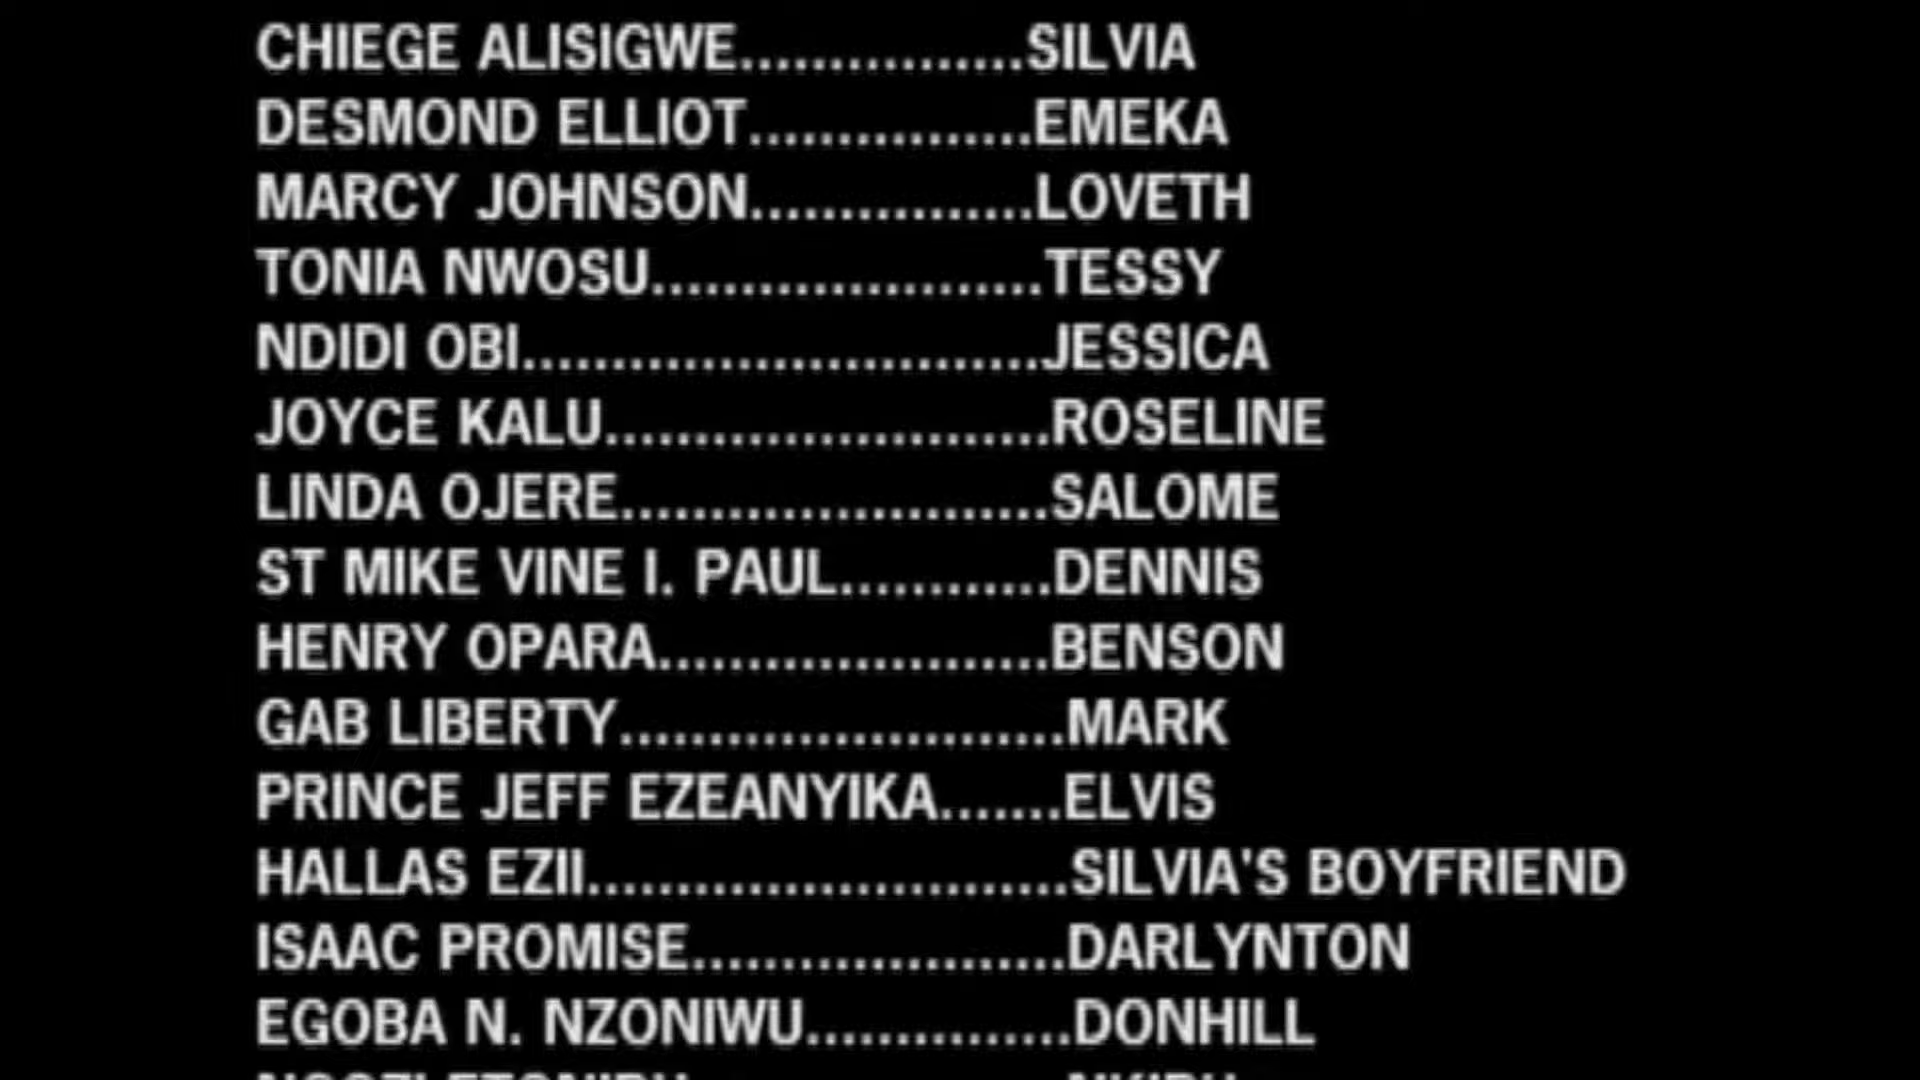 CHIEGE ALISIGWE................SILVIA
DESMOND ELLIOT................EMEKA
MARCY JOHNSON................LOVETH
TONIA NWOSU......................TESSY
NDIDI OBI.............................JESSICA
JOYCE KALU.........................ROSELINE
LINDA OJERE........................SALOME
ST MIKE VINE I. PAUL............DENNIS
HENRY OPARA......................BENSON
GAB LIBERTY.........................MARK
PRINCE JEFF EZEANYIKA.......ELVIS
HALLAS EZII...........................SILVIA'S BOYFRIEND
ISAAC PROMISE.....................DARLYNTON
EGOBA N. NZONIWU...............DONHILL